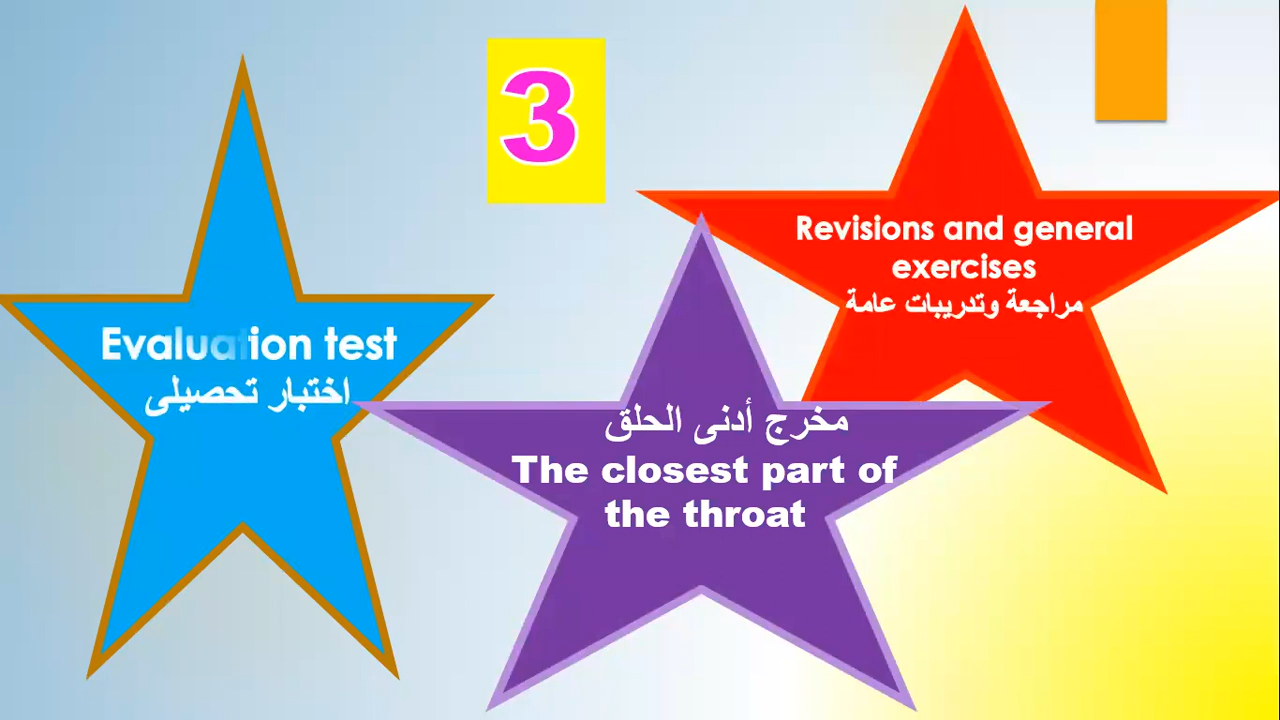 3
Revisions and general
exercises
مراجعة وتدريبات عامة
Evaluation test
اختبار تحصيلى
مخرج أدنى الحلق
The closest part of
the throat